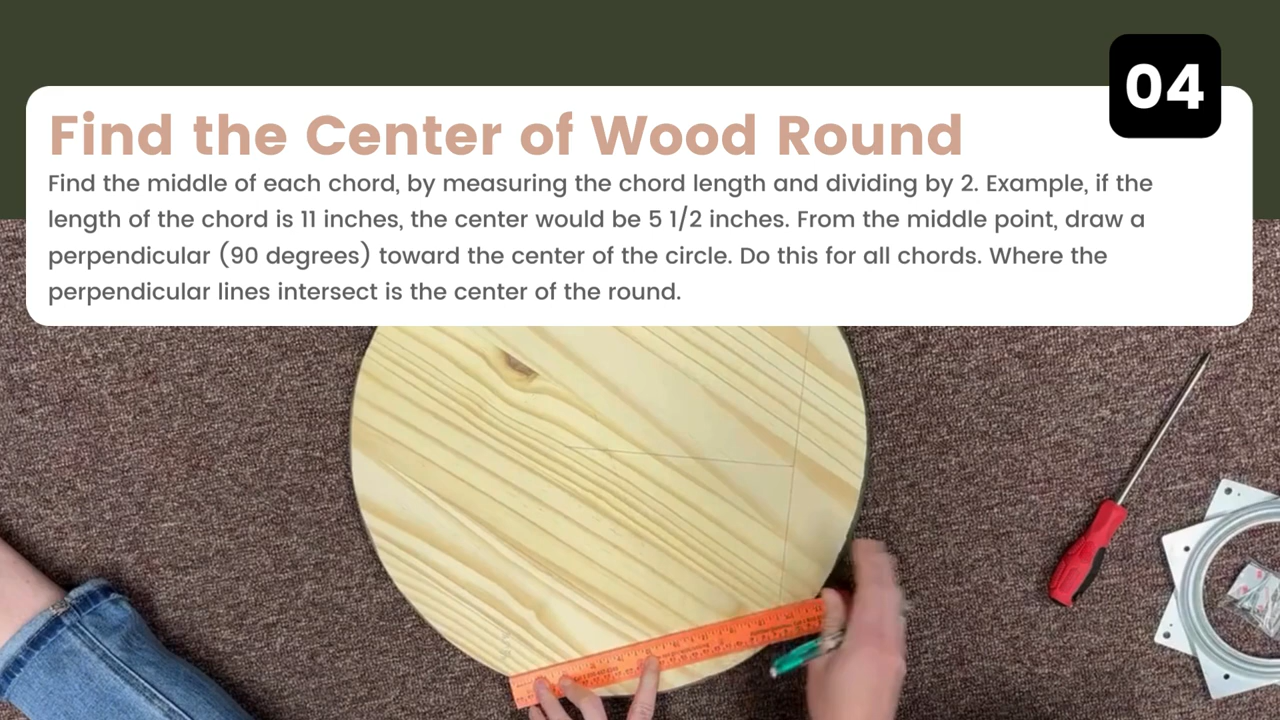 04
Find the Center of Wood Round
Find the middle of each chord, by measuring the chord length and dividing by 2. Example, if the
length of the chord is 11 inches, the center would be 5 1/2 inches. From the middle point, draw a
perpendicular (90 degrees) toward the center of the circle. Do this for all chords. Where the
perpendicular lines intersect is the center of the round.